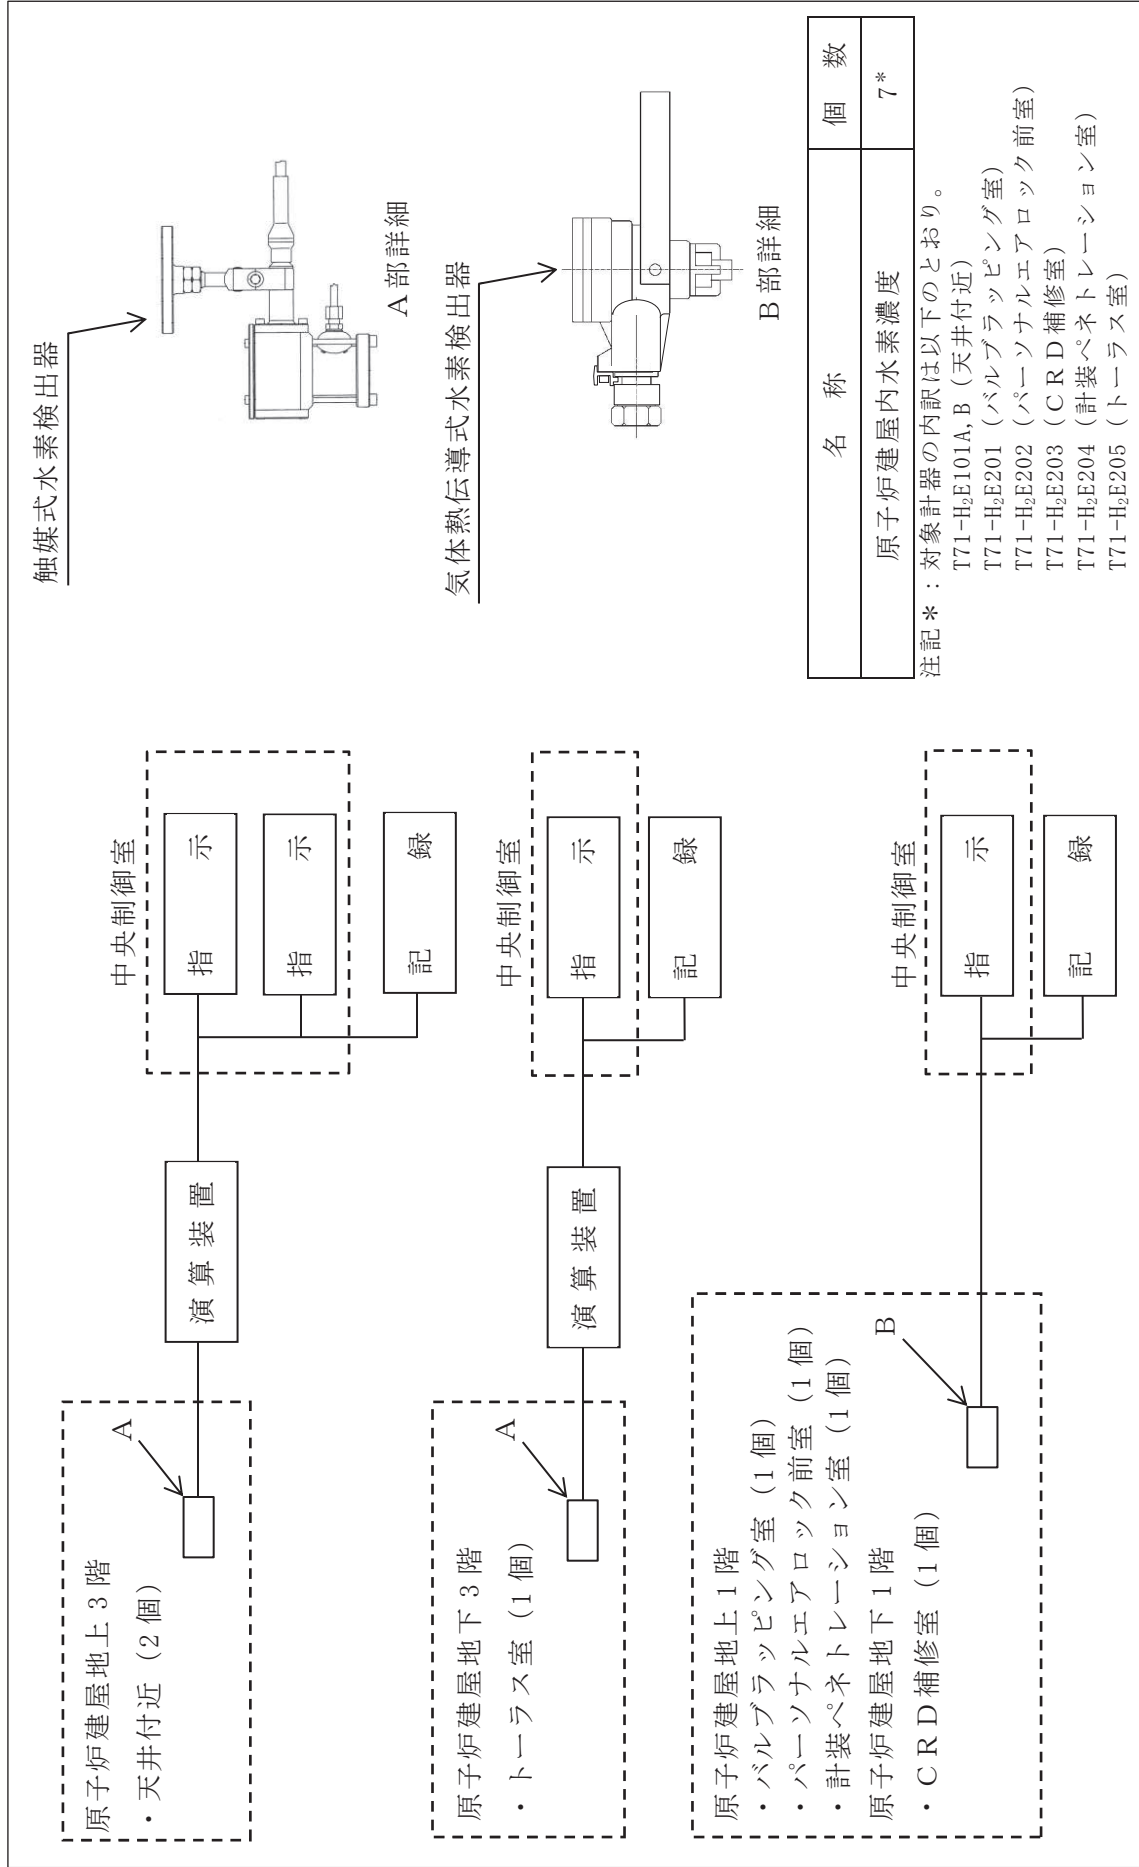 原子炉建屋地上3階
・天井付近（2個）
A
演算装置
中央制御室
指示
指示
記録
原子炉建屋地下3階
・トーラス室（1個）
A
演算装置
中央制御室
指示
記録
原子炉建屋地上1階
・バルブラッピング室（1個）
・パーソナルエアロック前室（1個）
・計装ペネトレーション室（1個）
原子炉建屋地下1階
・CRD補修室（1個）
B
中央制御室
指示
記録
触媒式水素検出器
A部詳細
気体熱伝導式水素検出器
B部詳細
名称 個数
原子炉建屋内水素濃度 7*
注記*：対象計器の内訳は以下のとおり。
T71-H₂E101A,B（天井付近）
T71-H₂E201（バルブラッピング室）
T71-H₂E202（パーソナルエアロック前室）
T71-H₂E203（CRD補修室）
T71-H₂E204（計装ペネトレーション室）
T71-H₂E205（トーラス室）